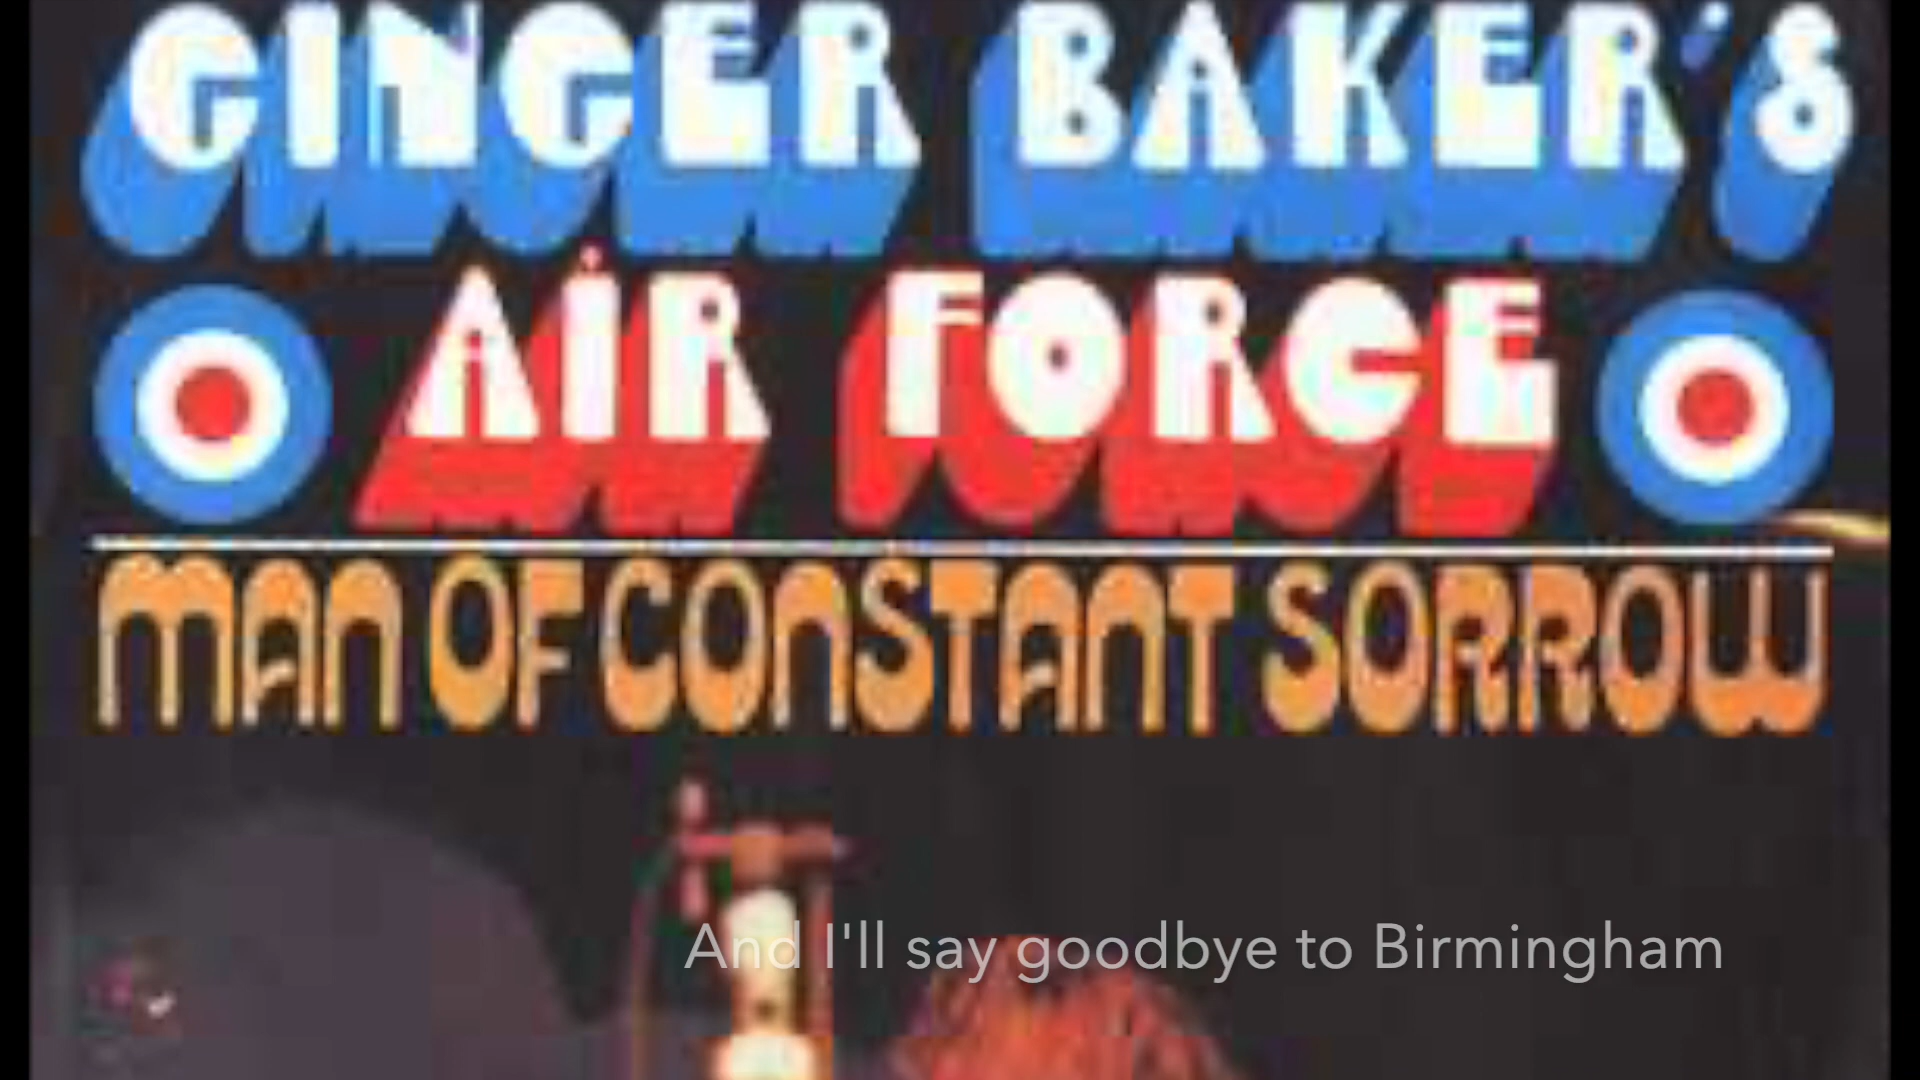 GINGER BAKER'S
AiR FORCE
MAN OF CONSTANT SORROW
And I'll say goodbye to Birmingham